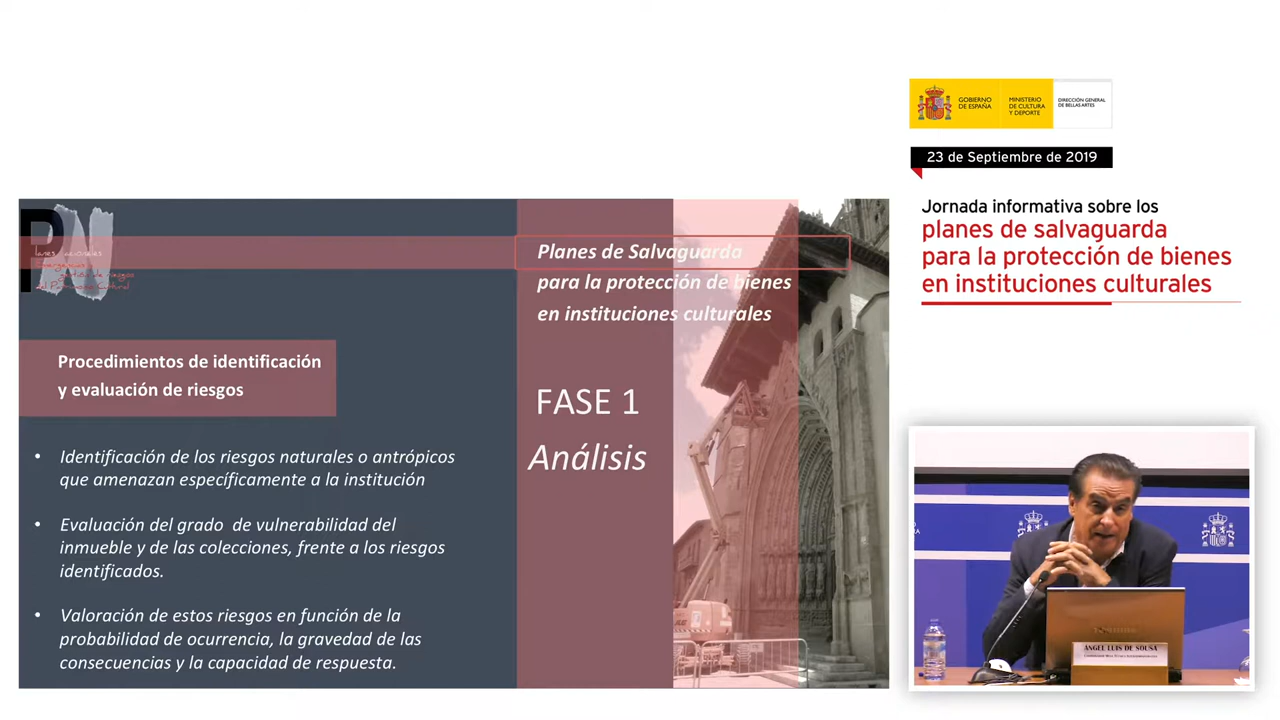 GOBIERNO
DE ESPAÑA
MINISTERIO
DE CULTURA
Y DEPORTE
DIRECCIÓN GENERAL
DE BELLAS ARTES
23 de Septiembre de 2019
Jornada informativa sobre los
planes de salvaguarda
para la protección de bienes
en instituciones culturales
PN
del Patrimonio Cultural
Planes de Salvaguarda
para la protección de bienes
en instituciones culturales
Procedimientos de identificación
y evaluación de riesgos
FASE 1
Análisis
• Identificación de los riesgos naturales o antrópicos
que amenazan específicamente a la institución
• Evaluación del grado de vulnerabilidad del
inmueble y de las colecciones, frente a los riesgos
identificados.
• Valoración de estos riesgos en función de la
probabilidad de ocurrencia, la gravedad de las
consecuencias y la capacidad de respuesta.
ÁNGEL LUIS DE SOUSA